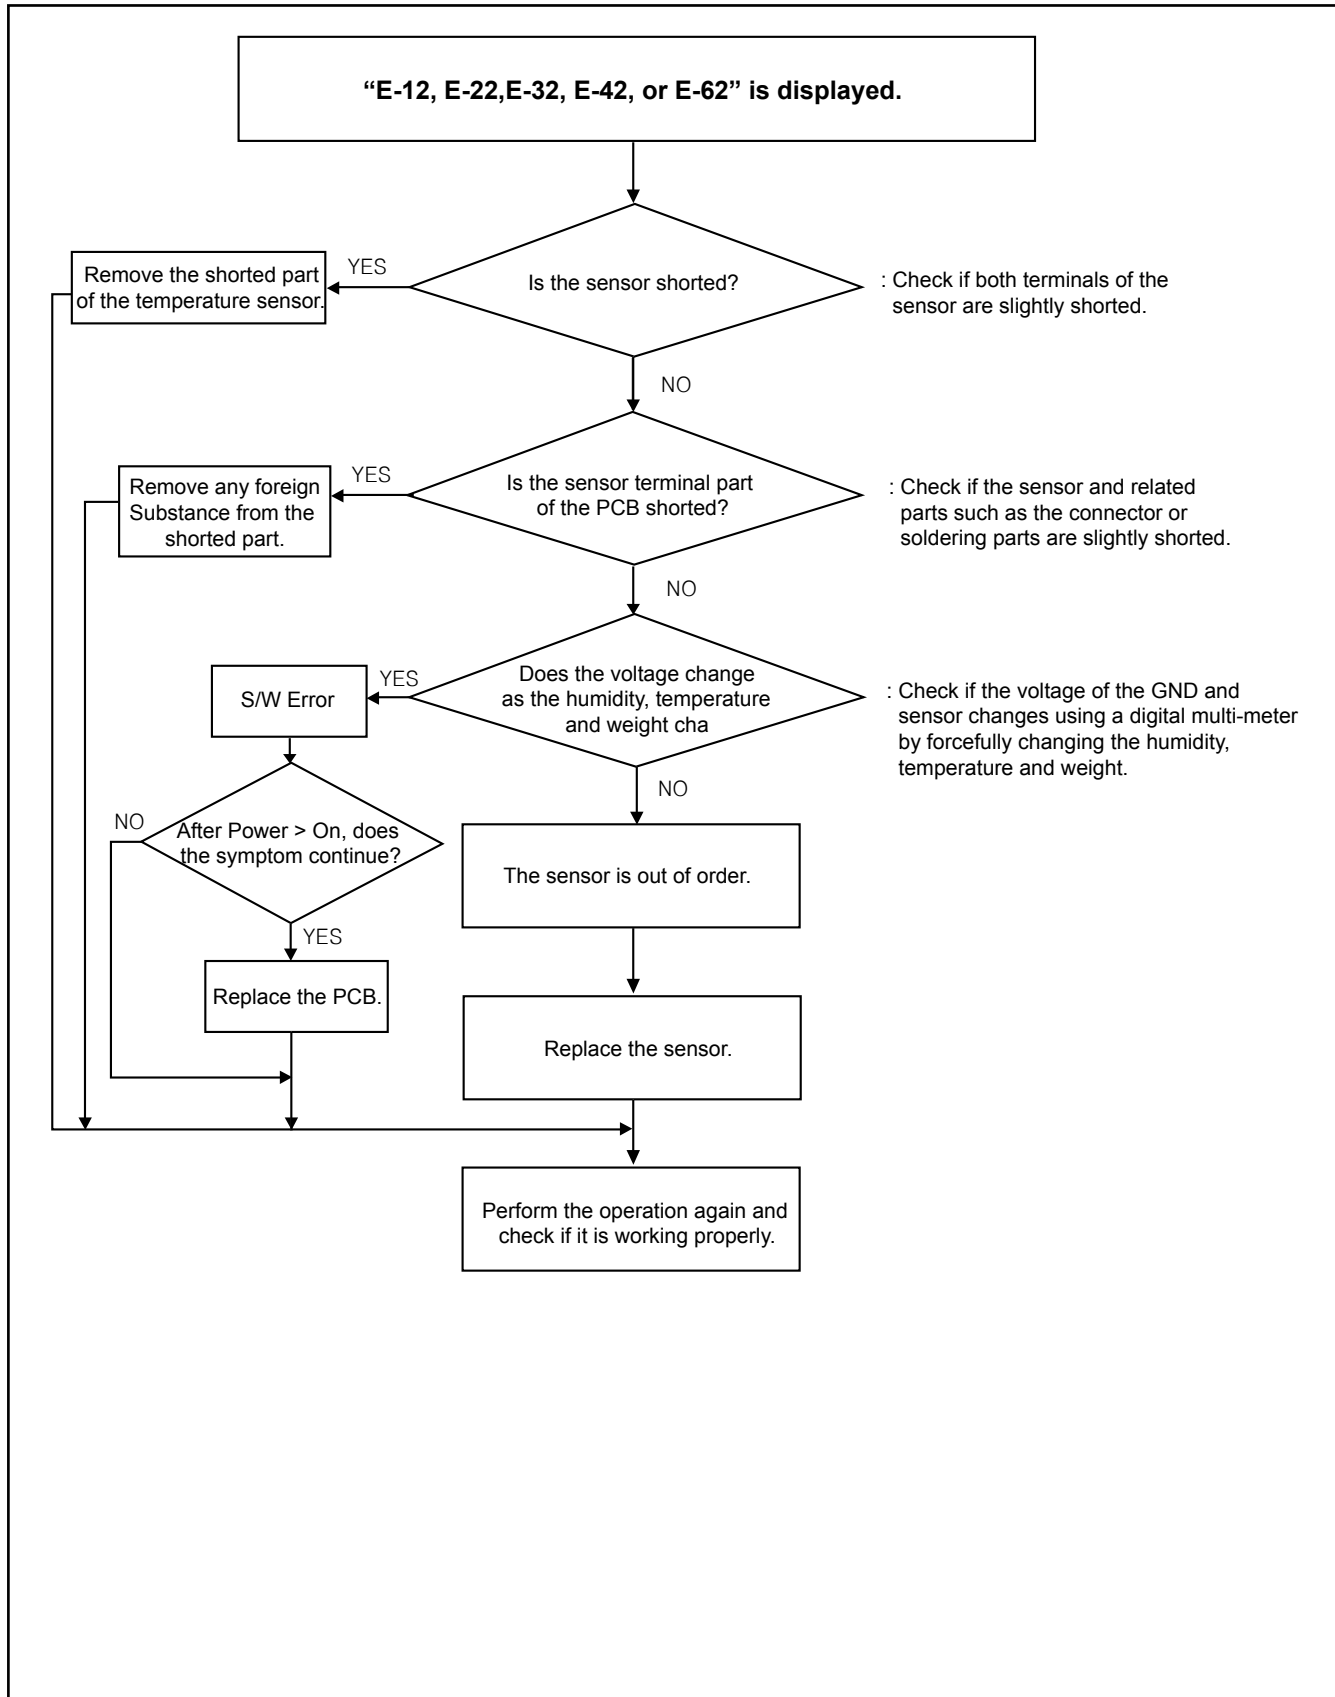 “E-12, E-22,E-32, E-42, or E-62” is displayed.
Is the sensor shorted?
YES
Remove the shorted part
of the temperature sensor.
: Check if both terminals of the
sensor are slightly shorted.
NO
Is the sensor terminal part
of the PCB shorted?
YES
Remove any foreign
Substance from the
shorted part.
: Check if the sensor and related
parts such as the connector or
soldering parts are slightly shorted.
NO
Does the voltage change
as the humidity, temperature
and weight cha
YES
S/W Error
: Check if the voltage of the GND and
sensor changes using a digital multi-meter
by forcefully changing the humidity,
temperature and weight.
NO
After Power > On, does
the symptom continue?
NO
YES
Replace the PCB.
The sensor is out of order.
Replace the sensor.
Perform the operation again and
check if it is working properly.